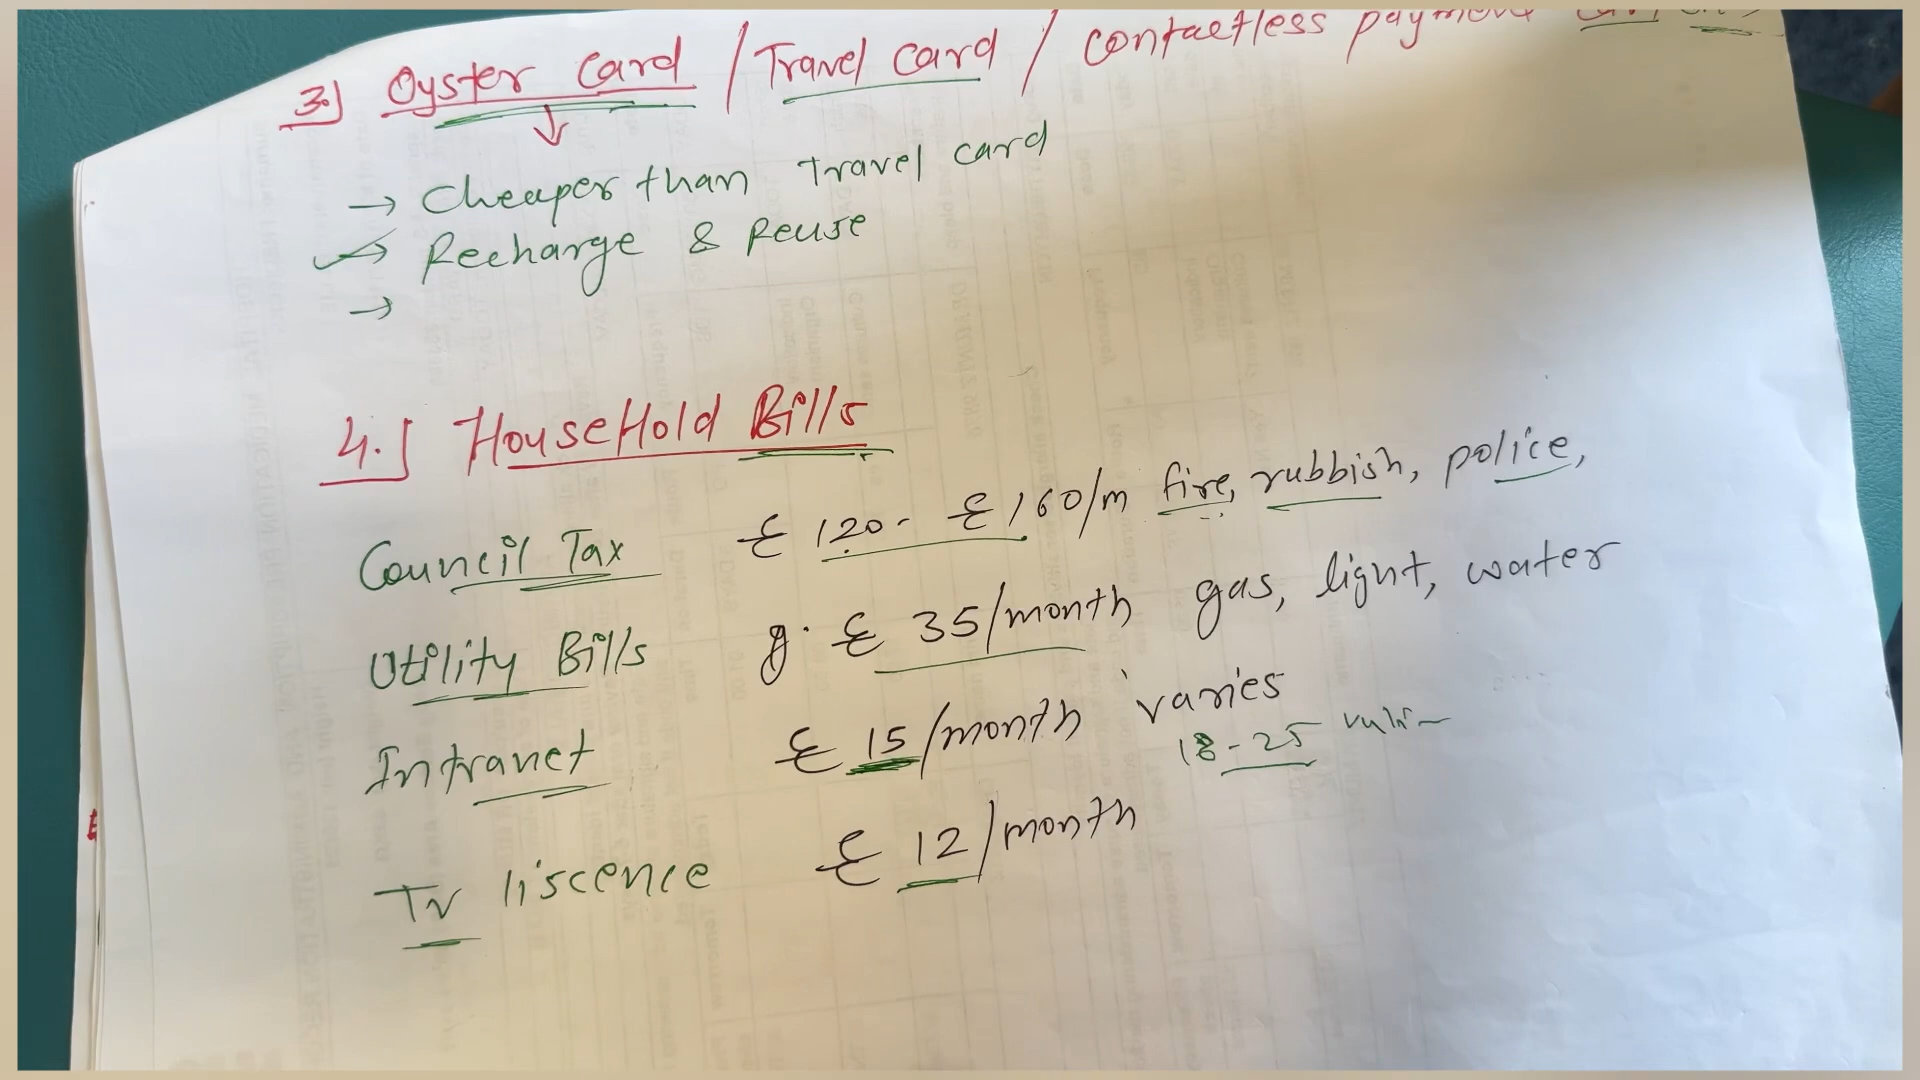 3.) Oyster Card / Travel card / contactless payment
→ Cheaper than Travel card
→ Recharge & Reuse
→
4.] HouseHold Bills
Council Tax £ 120 - £ 160/m fire, rubbish, police,
Utility Bills g. £ 35/month gas, light, water
Intranet £ 15/month varies
18-25
Tv liscence £ 12/month